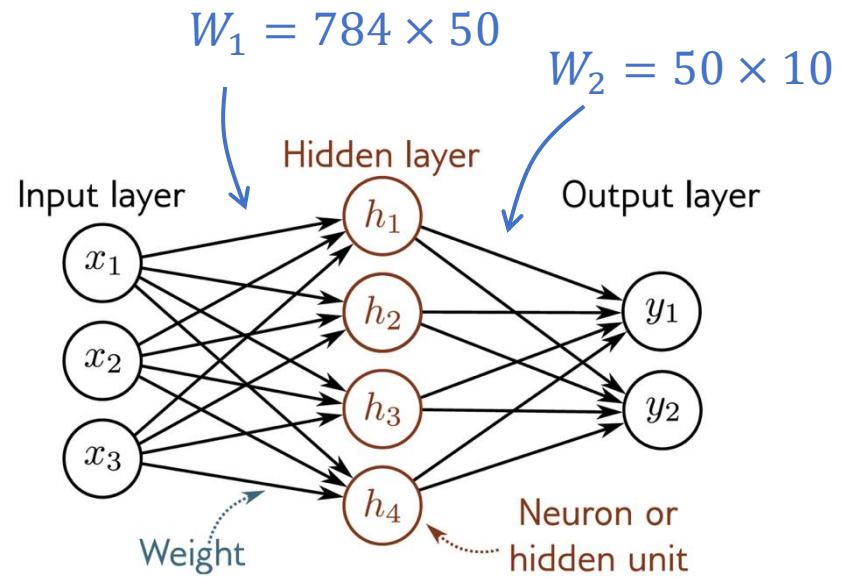 W₁ = 784 × 50
W₂ = 50 × 10
Hidden layer
Input layer
Output layer
x₁
x₂
x₃
h₁
h₂
h₃
h₄
y₁
y₂
Weight
Neuron or
hidden unit